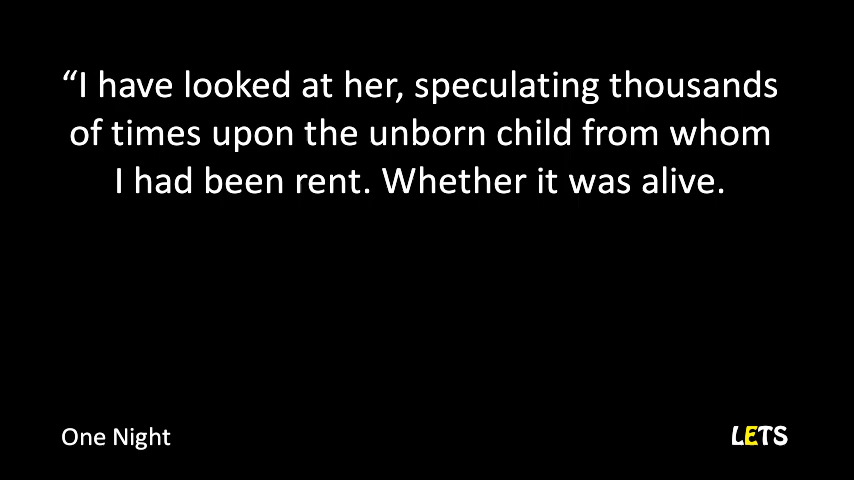 “I have looked at her, speculating thousands
of times upon the unborn child from whom
I had been rent. Whether it was alive.
One Night
LETS